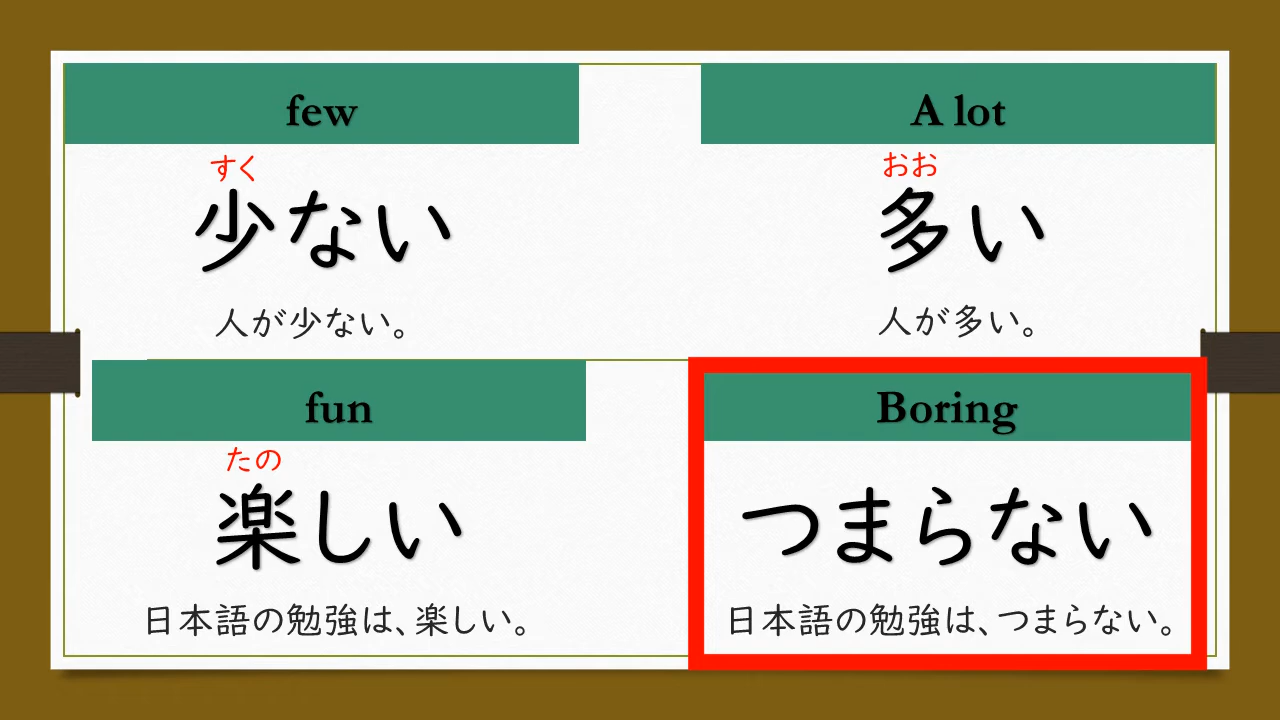 few
すく
少ない
人が少ない。
A lot
おお
多い
人が多い。
fun
たの
楽しい
日本語の勉強は、楽しい。
Boring
つまらない
日本語の勉強は、つまらない。